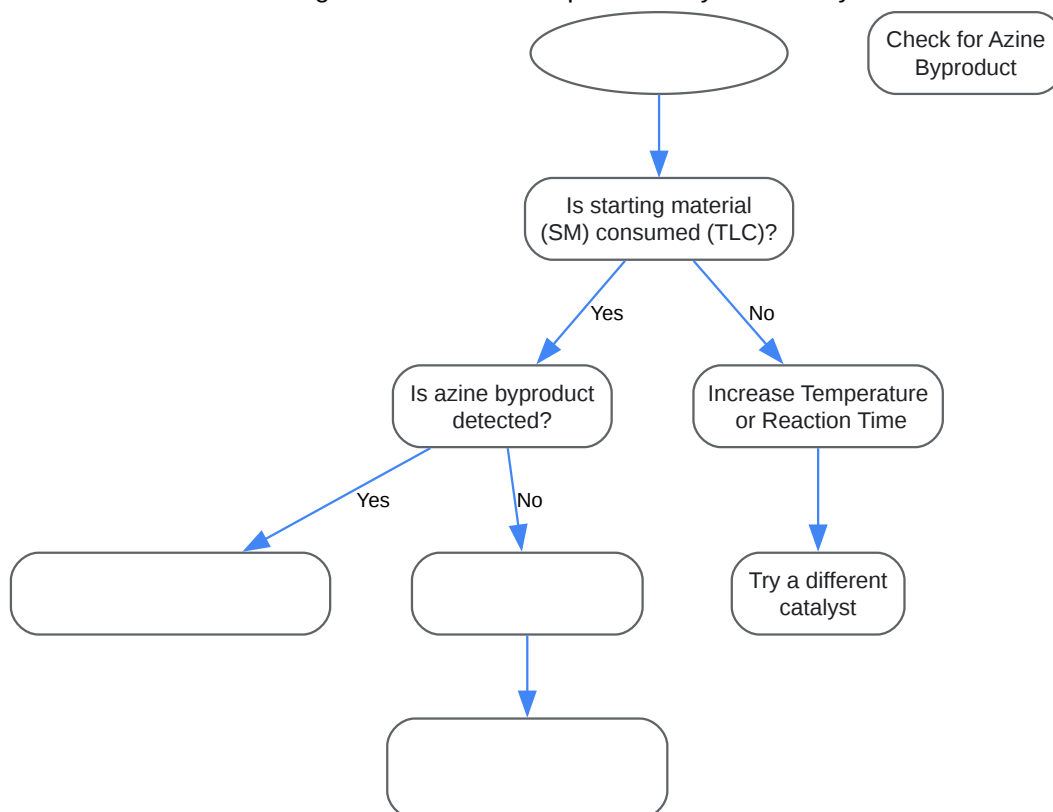 Check for Azine
Byproduct
Is starting material
(SM) consumed (TLC)?
Yes
No
Is azine byproduct
detected?
Increase Temperature
or Reaction Time
Yes
No
Try a different
catalyst